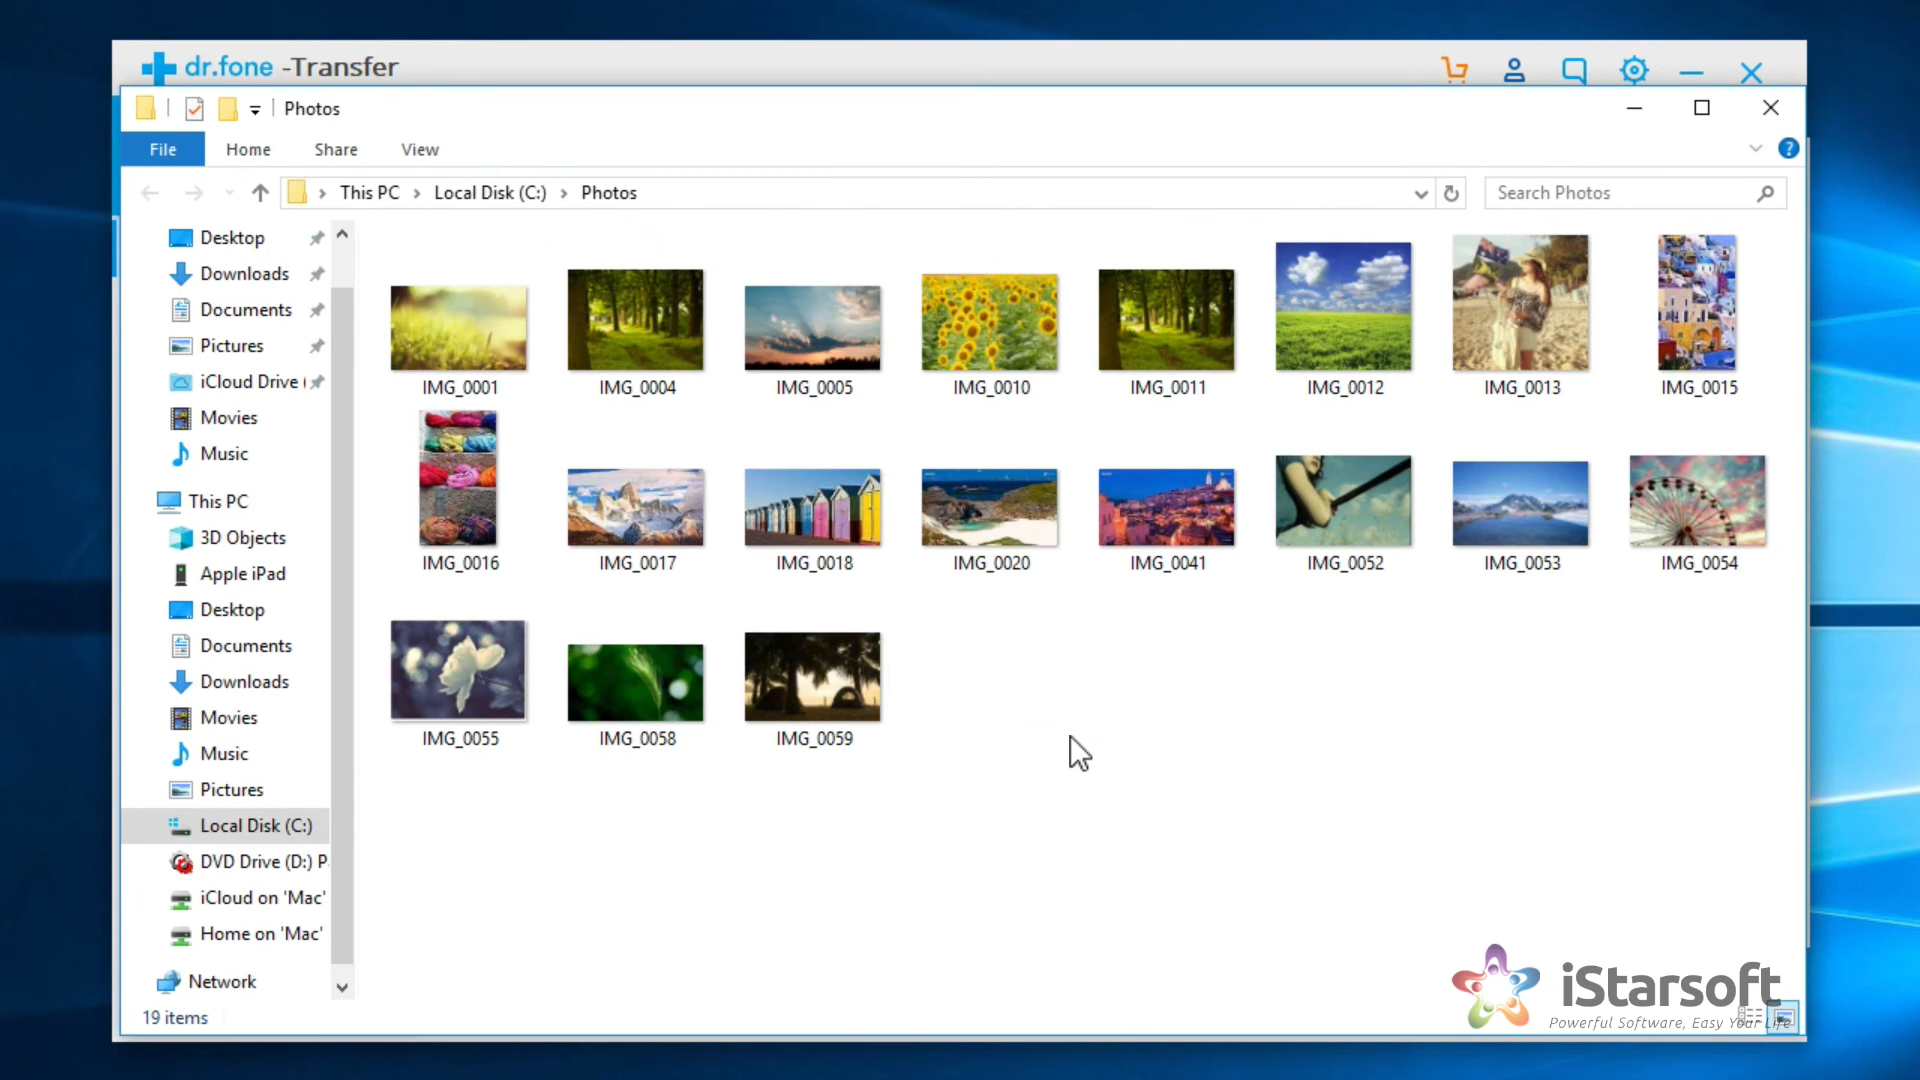 dr.fone -Transfer
Photos
File Home Share View
?
This PC Local Disk (C:) Photos
Search Photos
Desktop
Downloads
Documents
Pictures
iCloud Drive (
Movies
Music
This PC
3D Objects
Apple iPad
Desktop
Documents
Downloads
Movies
Music
Pictures
Local Disk (C:)
DVD Drive (D:) P
iCloud on 'Mac'
Home on 'Mac'
Network
IMG_0001 IMG_0004 IMG_0005 IMG_0010 IMG_0011 IMG_0012 IMG_0013 IMG_0015
IMG_0016 IMG_0017 IMG_0018 IMG_0020 IMG_0041 IMG_0052 IMG_0053 IMG_0054
IMG_0055 IMG_0058 IMG_0059
19 items
iStarsoft
Powerful Software, Easy Your Life